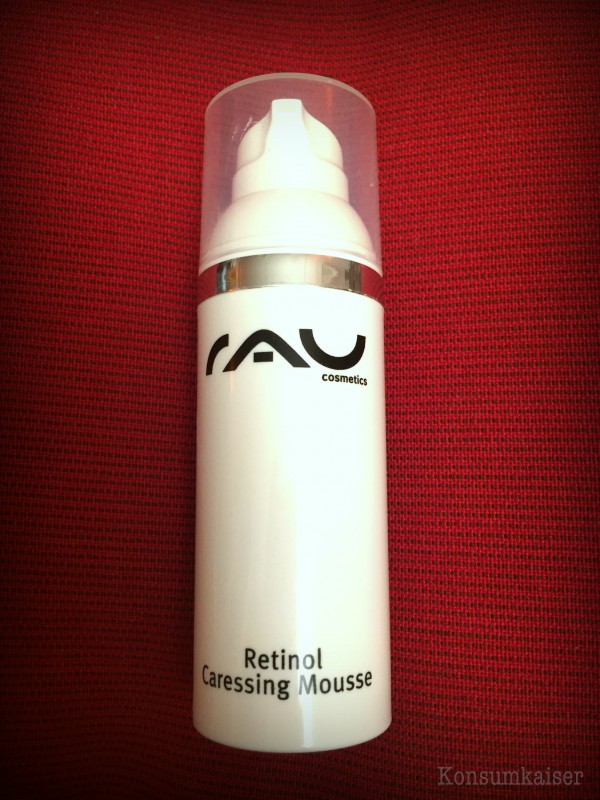 rau
cosmetics
Retinol
Caressing Mousse
Konsumkaiser